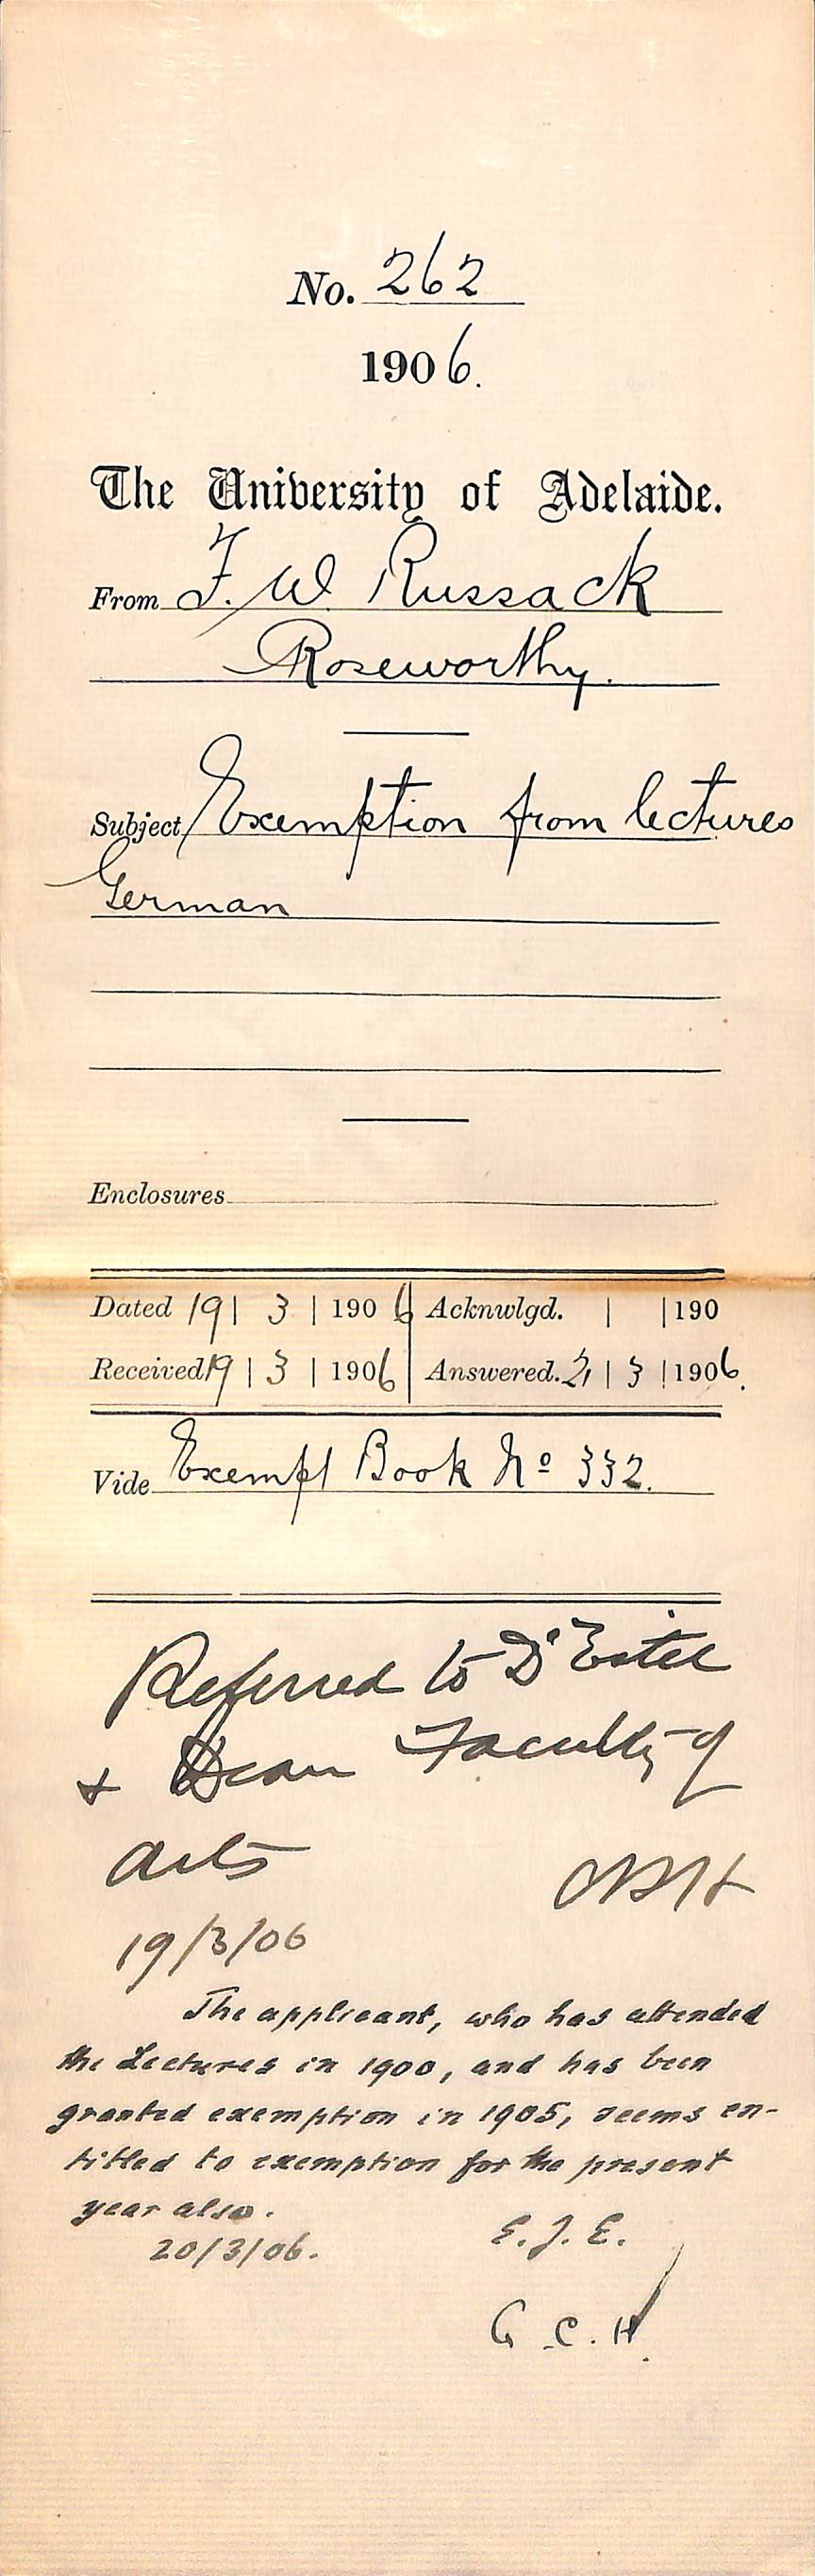 No. 262
1906.
The University of Adelaide.
From F. W. Russack
Roseworthy.
Subject Exemption from lectures
German
Enclosures
Dated 19 | 3 | 1906 Acknwlgd. | | 190
Received 19 | 3 | 1906 Answered. 21 | 3 | 1906.
Vide Exempt Book No 332.
Referred to Dr
& Dean Faculty of
Arts
19/3/06
The applicant, who has attended
the Lectures in 1900, and has been
granted exemption in 1905, seems en-
titled to exemption for the present
year also.
20/3/06. E. J. E.
G. C. H.